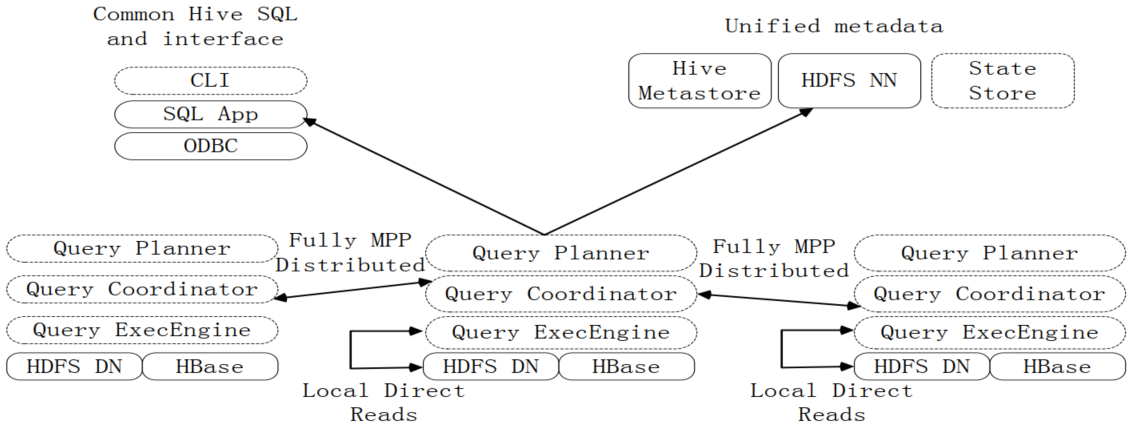 Common Hive SQL
and interface
CLI
SQL App
ODBC
Unified metadata
Hive
Metastore
HDFS NN
State
Store
Query Planner
Query Coordinator
Query ExecEngine
HDFS DN
HBase
Fully MPP
Distributed
Query Planner
Query Coordinator
Query ExecEngine
HDFS DN
HBase
Local Direct
Reads
Fully MPP
Distributed
Query Planner
Query Coordinator
Query ExecEngine
HDFS DN
HBase
Local Direct
Reads